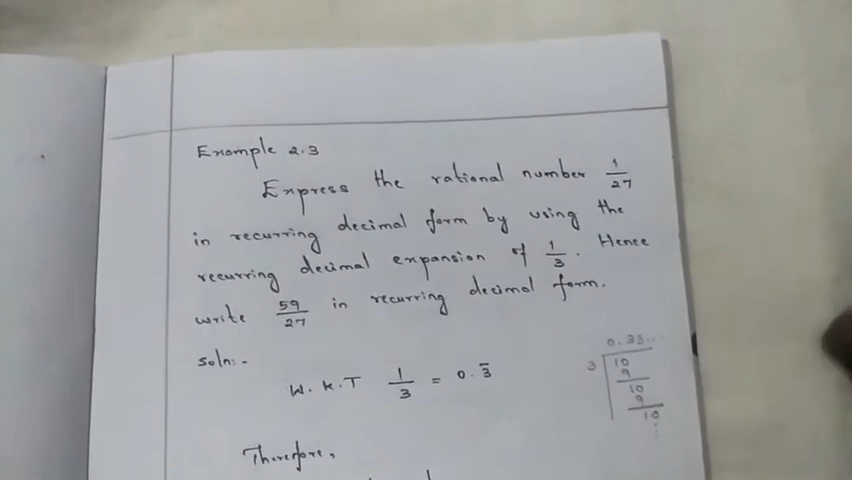 Example 2.3
Express the rational number 1/27
in recurring decimal form by using the
recurring decimal expansion of 1/3. Hence
write 59/27 in recurring decimal form.
Soln:-
W.K.T 1/3 = 0.3̅
0.33...
3
10
9
10
9
10
Therefore,